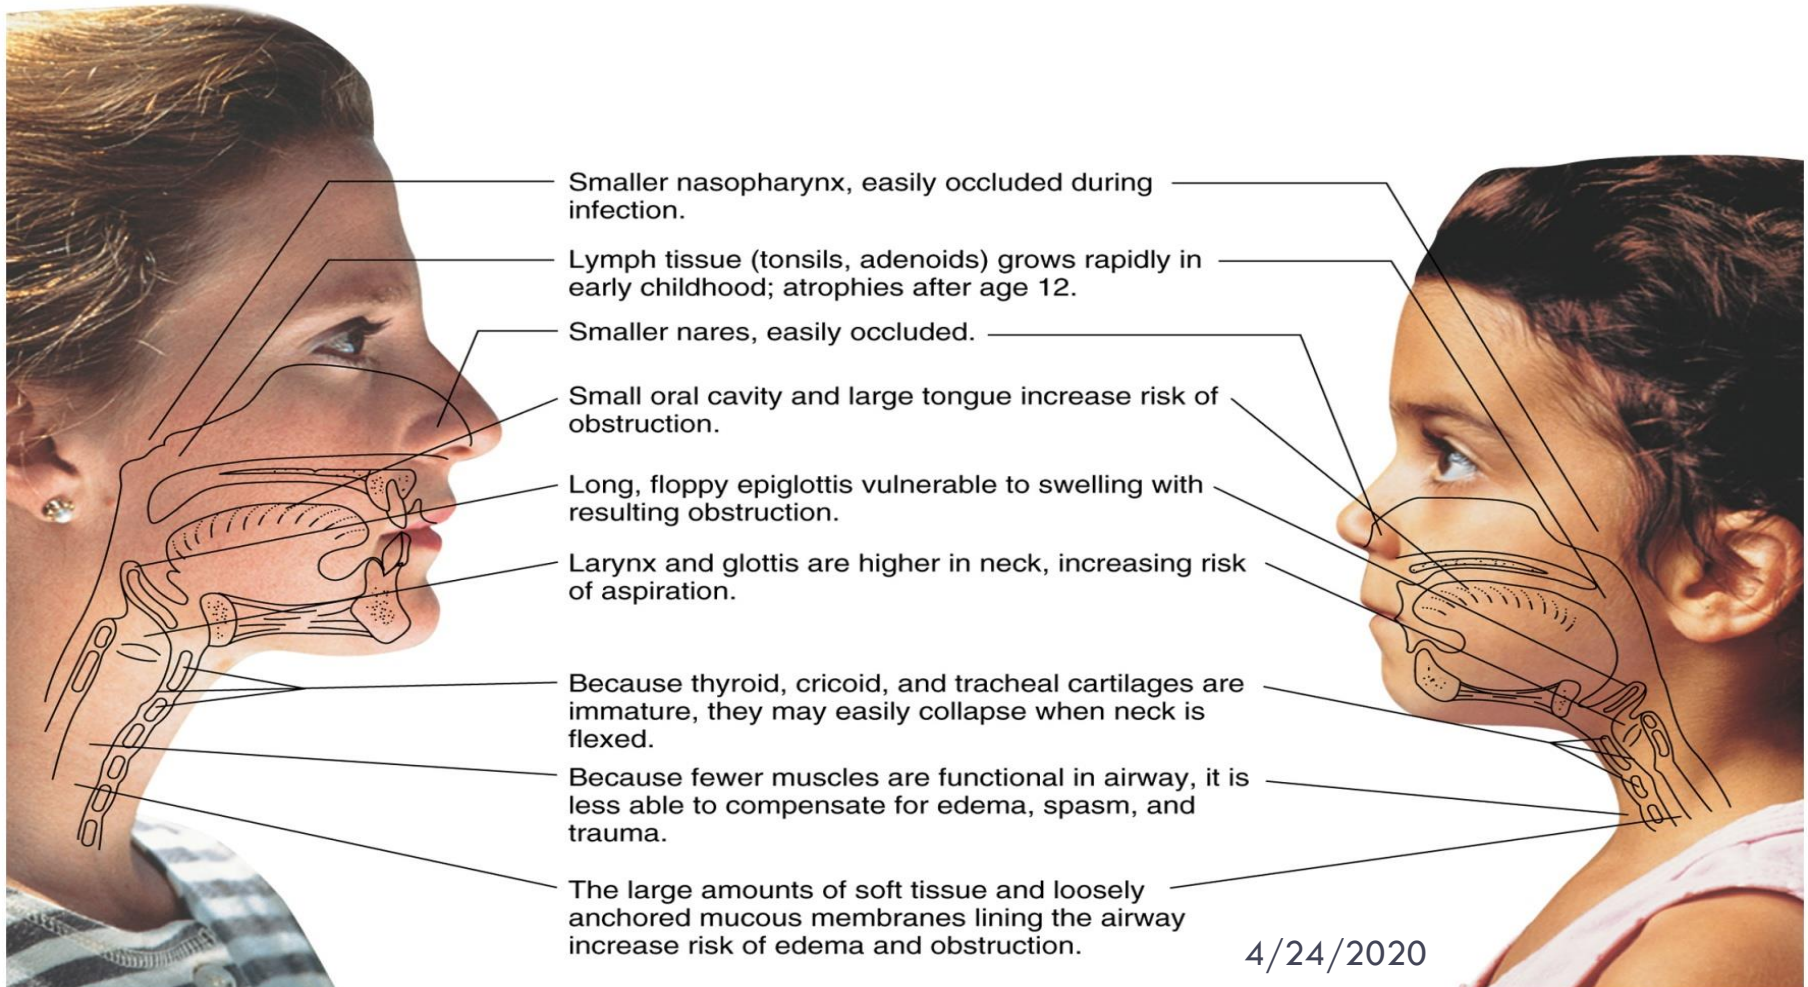 Smaller nasopharynx, easily occluded during
infection.
Lymph tissue (tonsils, adenoids) grows rapidly in
early childhood; atrophies after age 12.
Smaller nares, easily occluded.
Small oral cavity and large tongue increase risk of
obstruction.
Long, floppy epiglottis vulnerable to swelling with
resulting obstruction.
Larynx and glottis are higher in neck, increasing risk
of aspiration.
Because thyroid, cricoid, and tracheal cartilages are
immature, they may easily collapse when neck is
flexed.
Because fewer muscles are functional in airway, it is
less able to compensate for edema, spasm, and
trauma.
The large amounts of soft tissue and loosely
anchored mucous membranes lining the airway
increase risk of edema and obstruction.
4/24/2020